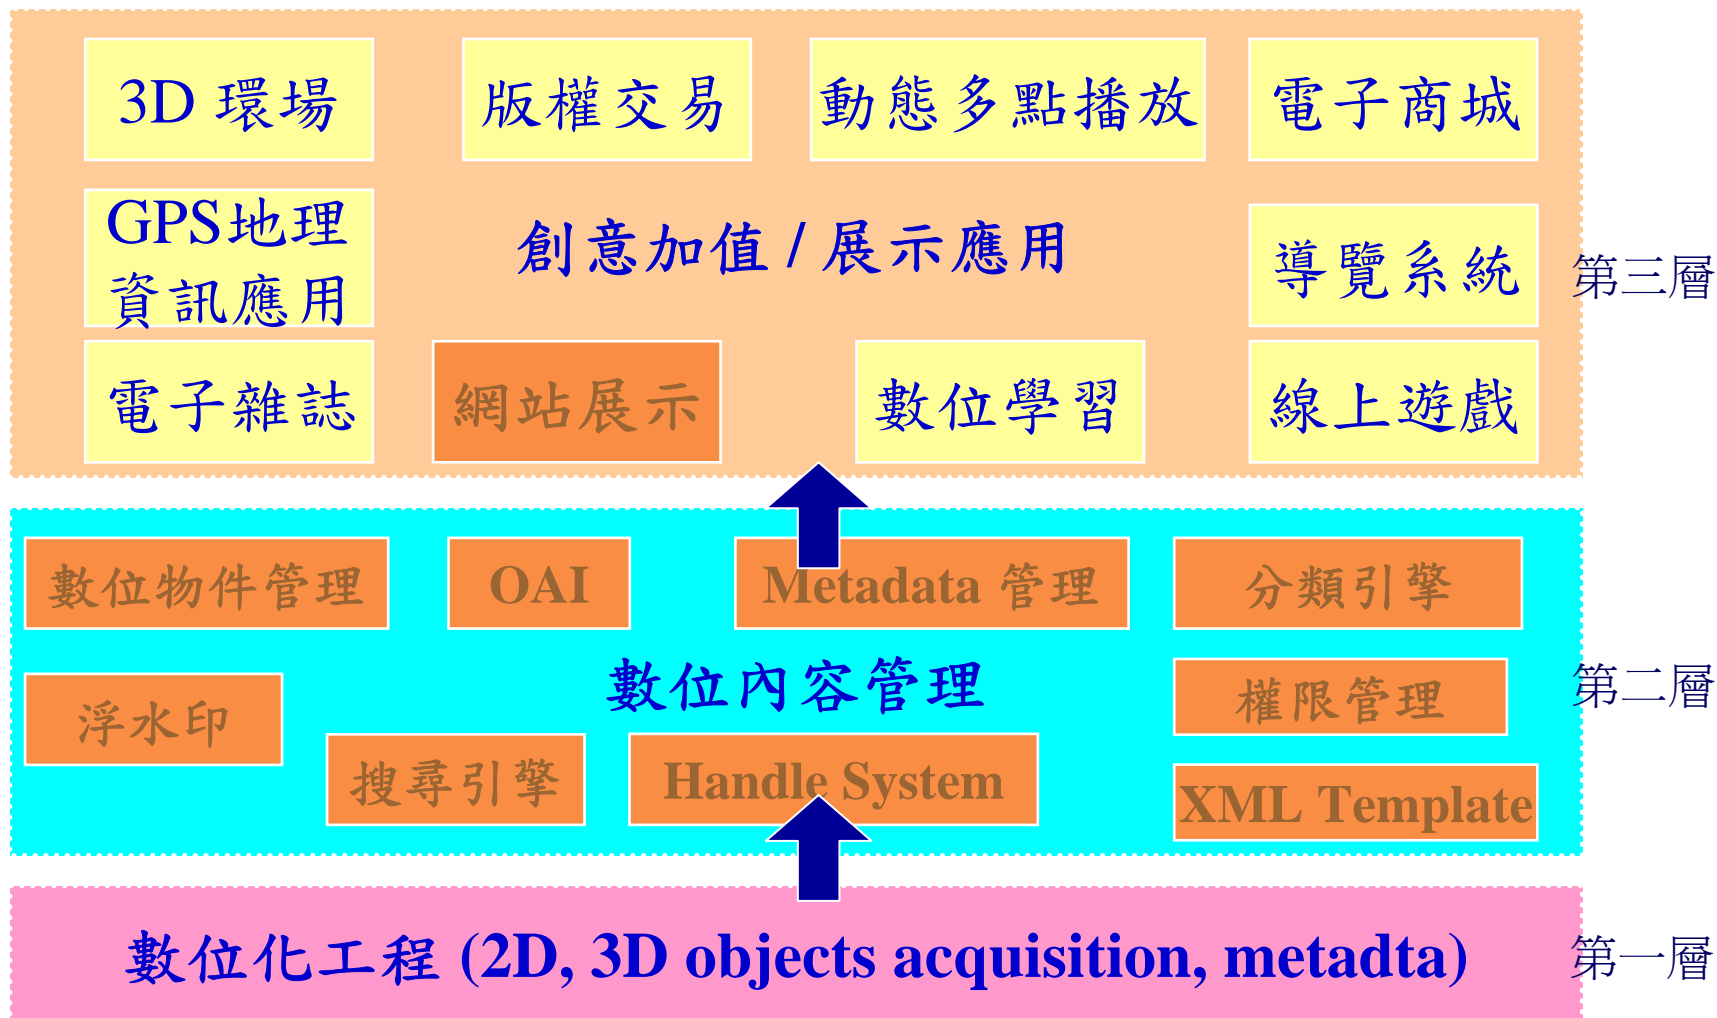 3D 環場
版權交易
動態多點播放
電子商城
GPS地理
資訊應用
創意加值 / 展示應用
導覽系統
第三層
電子雜誌
網站展示
數位學習
線上遊戲
數位物件管理
OAI
Metadata 管理
分類引擎
數位內容管理
第二層
浮水印
權限管理
搜尋引擎
Handle System
XML Template
數位化工程 (2D, 3D objects acquisition, metadta)
第一層